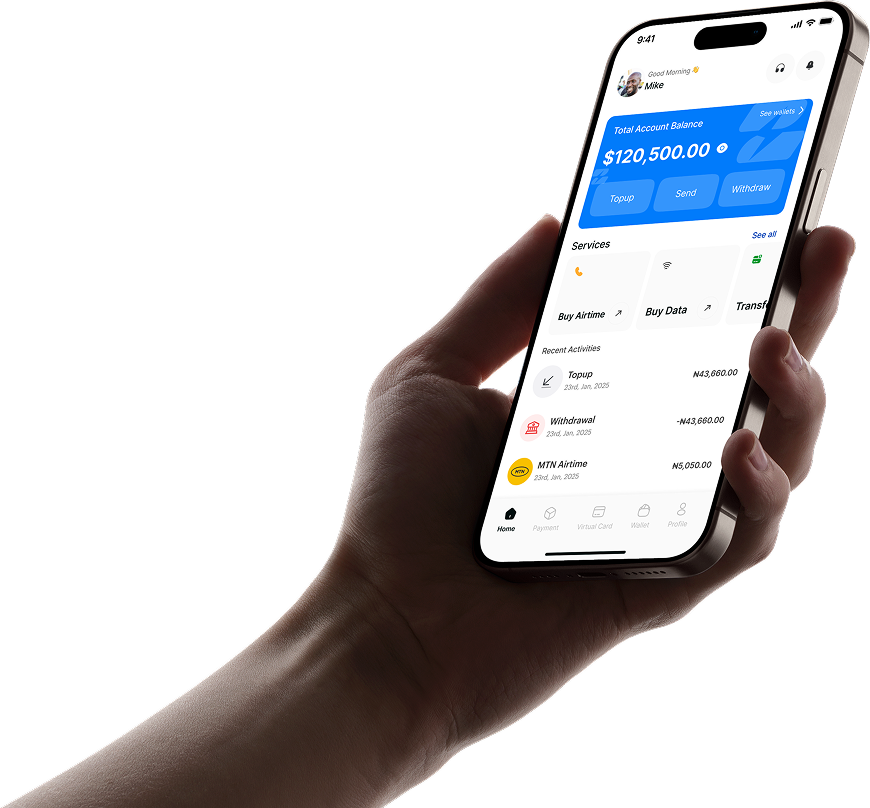 9:41
Good Morning 👋
Mike
See wallets
Total Account Balance
$120,500.00
Topup
Send
Withdraw
Services
See all
Buy Airtime
Buy Data
Transfe
Recent Activities
Topup
₦43,660.00
23rd, Jan, 2025
Withdrawal
-₦43,660.00
23rd, Jan, 2025
MTN
MTN Airtime
₦5,050.00
23rd, Jan, 2025
Home
Payment
Virtual Card
Wallet
Profile